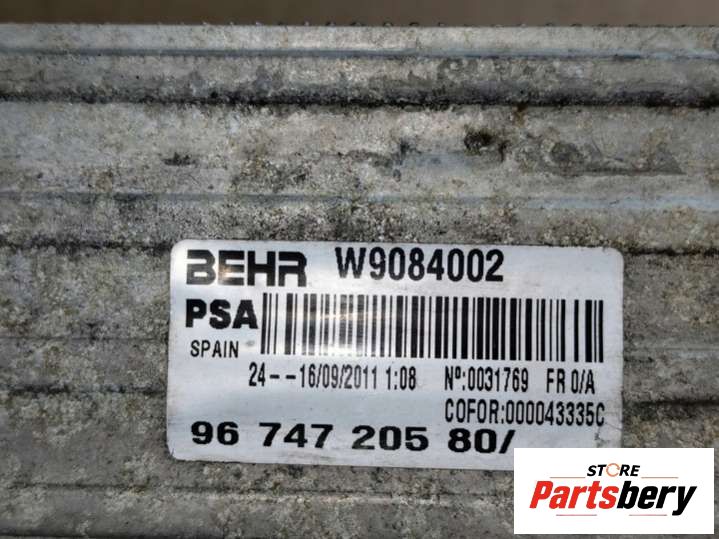 BEHR W9084002
PSA
SPAIN
24--16/09/2011 1:08 Nº:0031769 FR 0/A
COFOR:000043335C
96 747 205 80/
STORE
Partsbery